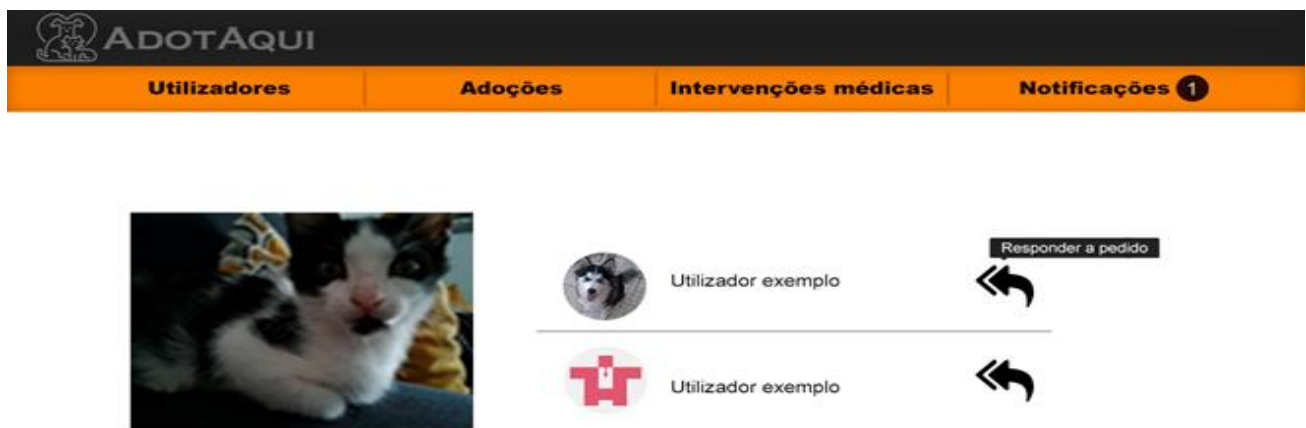 ADOTAQUI
Utilizadores Adoções Intervenções médicas Notificações 1
Responder a pedido
Utilizador exemplo
Utilizador exemplo